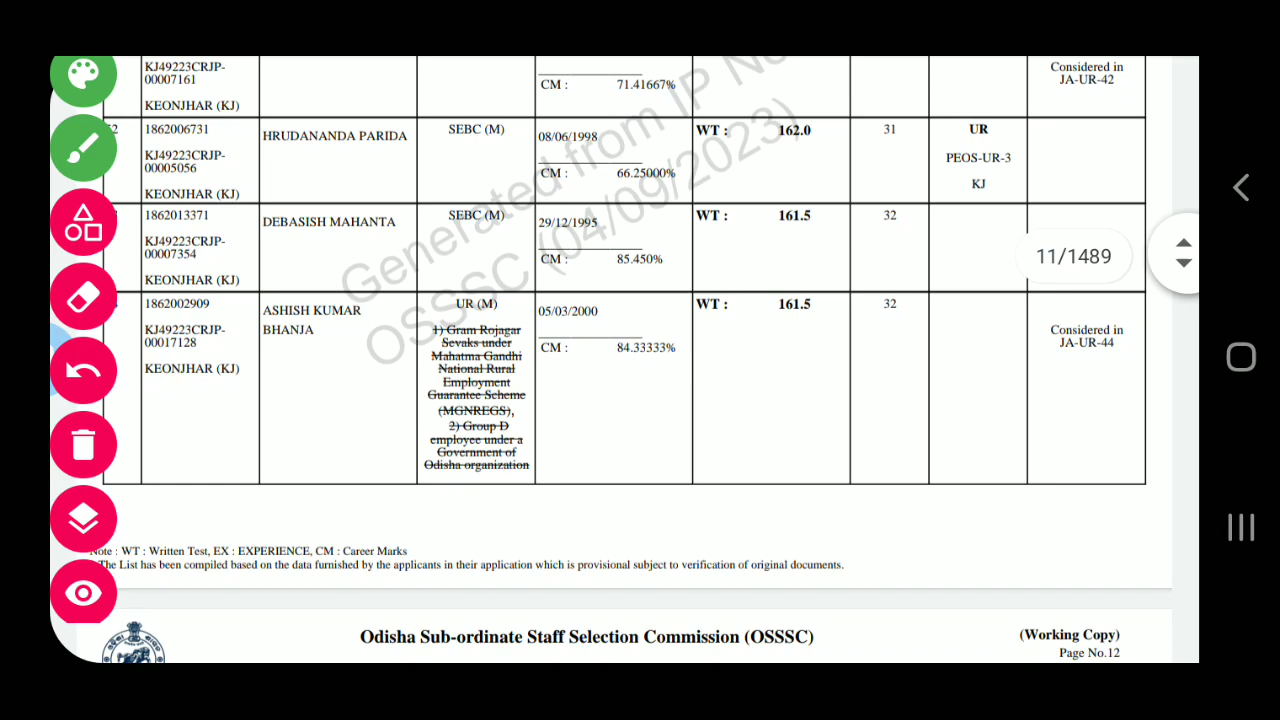 KJ49223CRJP-
00007161
KEONJHAR (KJ)
CM : 71.41667%
Considered in
JA-UR-42
2
1862006731
KJ49223CRJP-
00005056
KEONJHAR (KJ)
HRUDANANDA PARIDA
SEBC (M)
08/06/1998
CM : 66.25000%
WT : 162.0
31
UR
PEOS-UR-3
KJ
1862013371
KJ49223CRJP-
00007354
KEONJHAR (KJ)
DEBASISH MAHANTA
SEBC (M)
29/12/1995
CM : 85.450%
WT : 161.5
32
11/1489
1862002909
KJ49223CRJP-
00017128
KEONJHAR (KJ)
ASHISH KUMAR
BHANJA
UR (M)
1) Gram Rojagar
Sevaks under
Mahatma Gandhi
National Rural
Employment
Guarantee Scheme
(MGNREGS),
2) Group D
employee under a
Government of
Odisha organization
05/03/2000
CM : 84.33333%
WT : 161.5
32
Considered in
JA-UR-44
Generated from IP No
OSSSC (04/09/2023)
Note : WT : Written Test, EX : EXPERIENCE, CM : Career Marks
The List has been compiled based on the data furnished by the applicants in their application which is provisional subject to verification of original documents.
Odisha Sub-ordinate Staff Selection Commission (OSSSC)
(Working Copy)
Page No.12